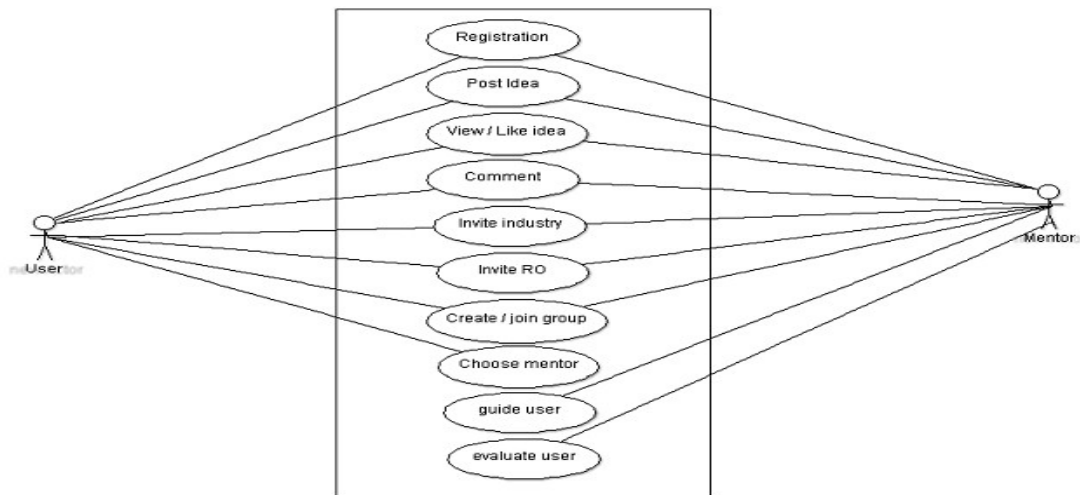 Registration
Post Idea
View / Like idea
Comment
Invite industry
Invite RO
Create / join group
Choose mentor
guide user
evaluate user
User
Mentor